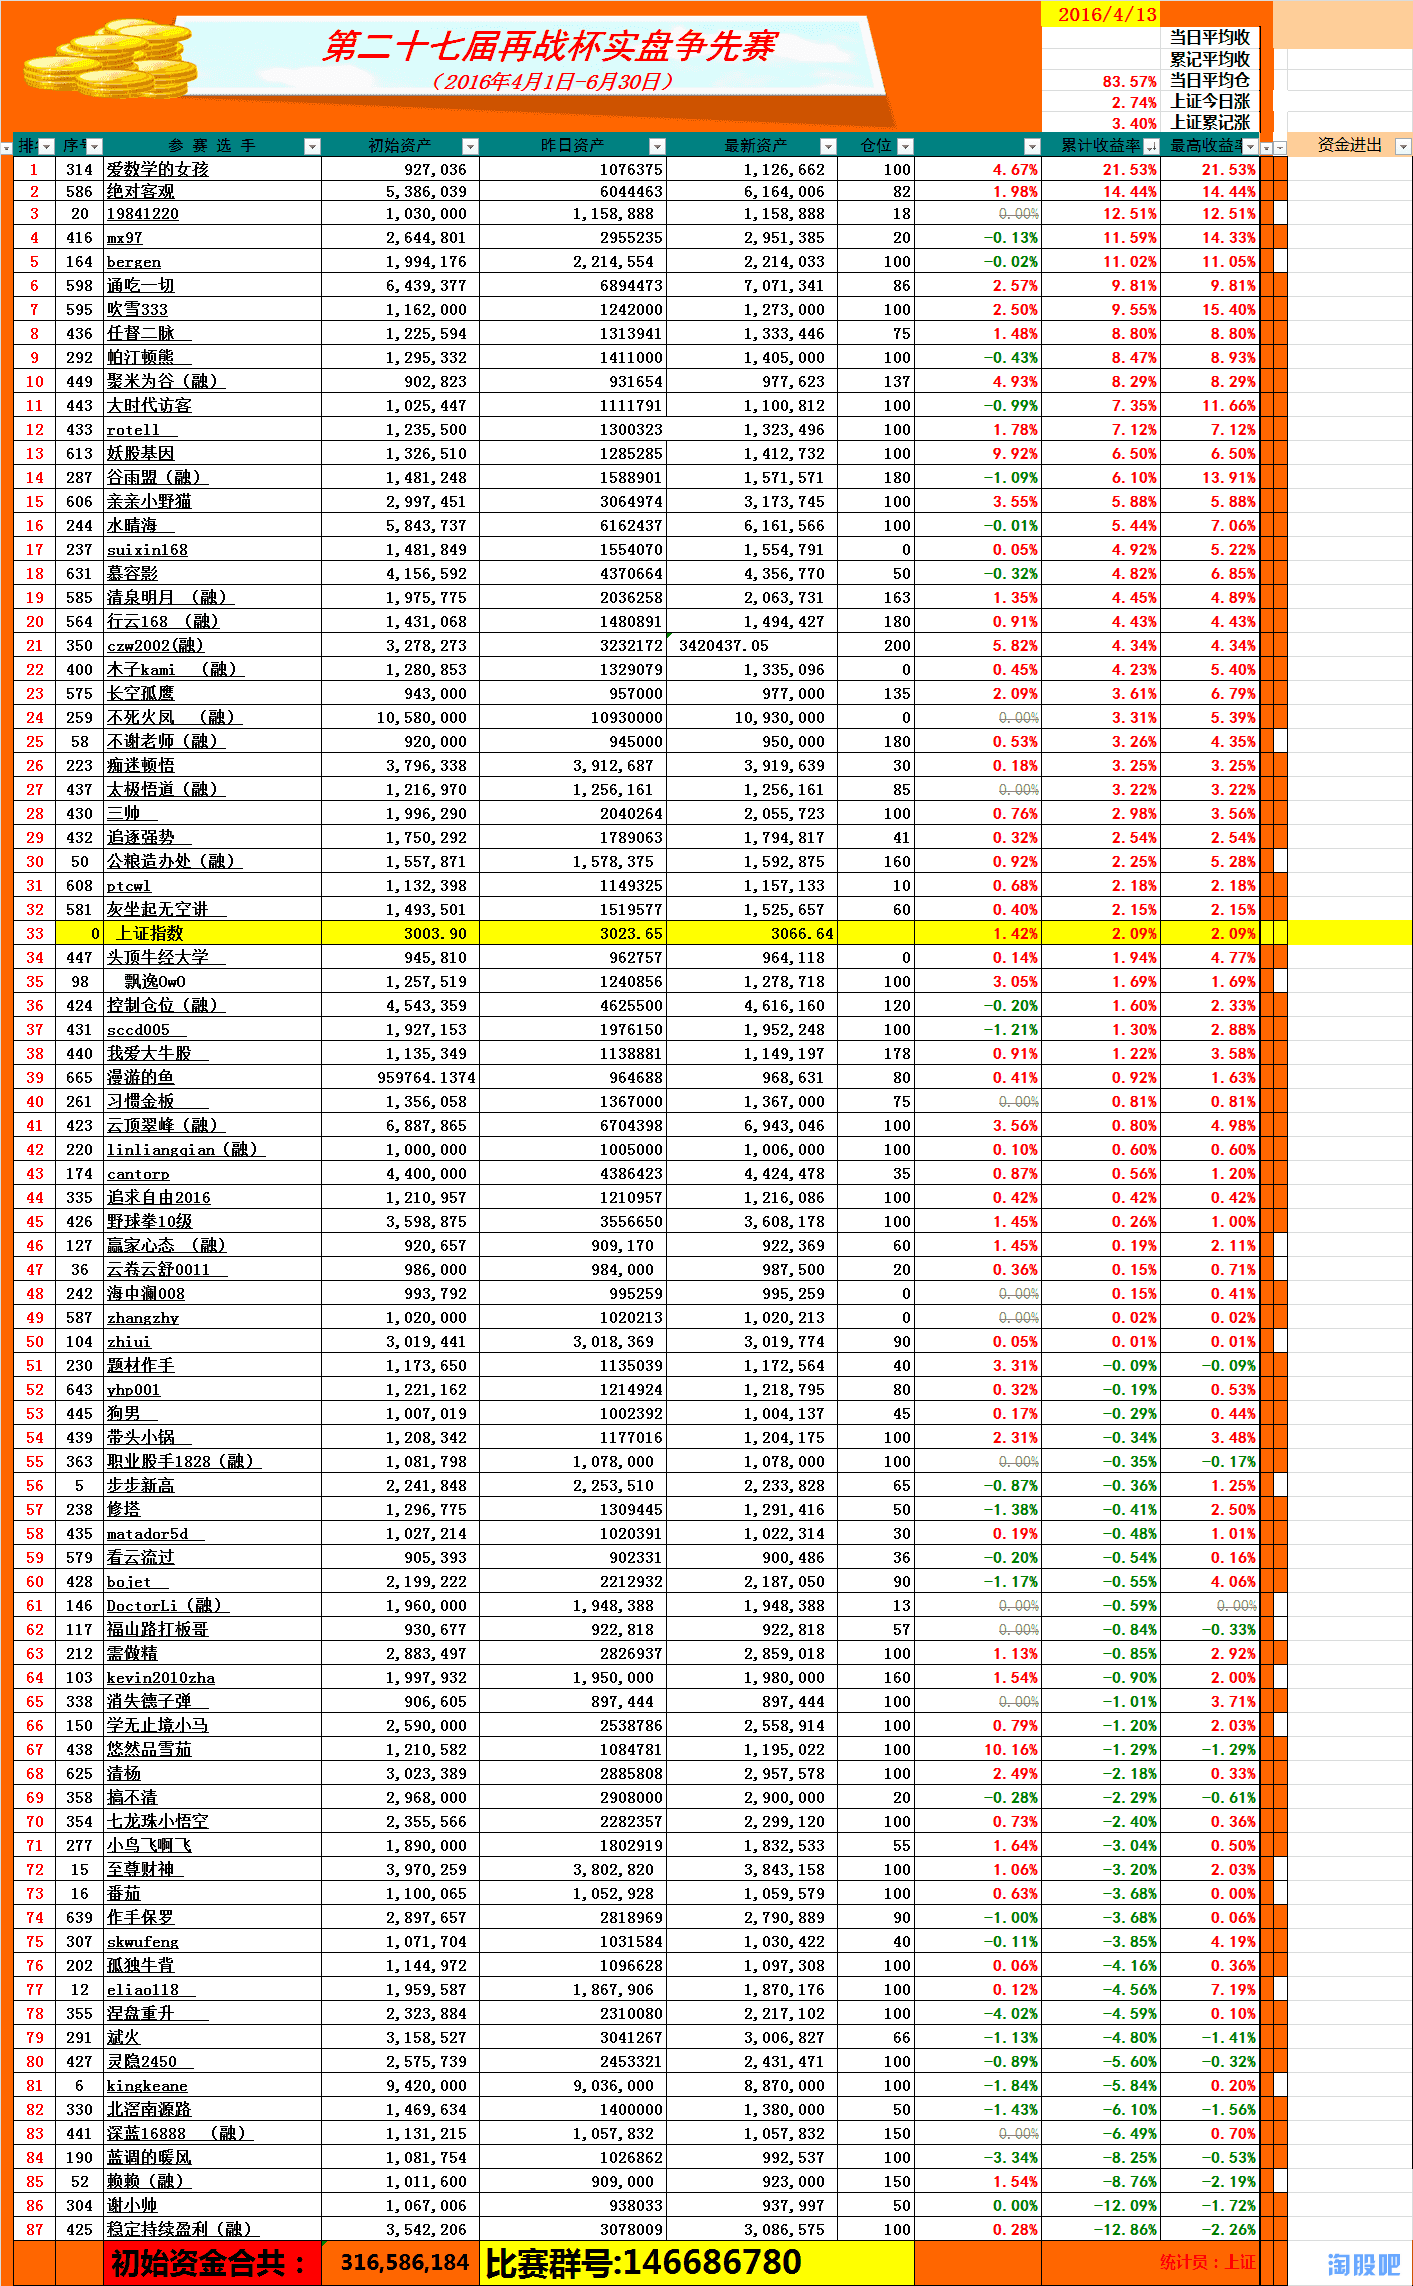 第二十七届再战杯实盘争先赛
(2016年4月1日-6月30日)
2016/4/13
当日平均收
累记平均收
83.57% 当日平均仓
2.74% 上证今日涨
3.40% 上证累记涨
排名 序号 参 赛 选 手 初始资产 昨日资产 最新资产 仓位 累计收益率 最高收益率 资金进出
1 314 爱数学的女孩 927,036 1076375 1,126,662 100 4.67% 21.53% 21.53%
2 586 绝对客观 5,386,039 6044463 6,164,006 82 1.98% 14.44% 14.44%
3 20 19841220 1,030,000 1,158,888 1,158,888 18 0.00% 12.51% 12.51%
4 416 mx97 2,644,801 2955235 2,951,385 20 -0.13% 11.59% 14.33%
5 164 bergen 1,994,176 2,214,554 2,214,033 100 -0.02% 11.02% 11.05%
6 598 通吃一切 6,439,377 6894473 7,071,341 86 2.57% 9.81% 9.81%
7 595 吹雪333 1,162,000 1242000 1,273,000 100 2.50% 9.55% 15.40%
8 436 任督二脉 1,225,594 1313941 1,333,446 75 1.48% 8.80% 8.80%
9 292 帕汀顿熊 1,295,332 1411000 1,405,000 100 -0.43% 8.47% 8.93%
10 449 聚米为谷（融） 902,823 931654 977,623 137 4.93% 8.29% 8.29%
11 443 大时代访客 1,025,447 1111791 1,100,812 100 -0.99% 7.35% 11.66%
12 433 rotell 1,235,500 1300323 1,323,496 100 1.78% 7.12% 7.12%
13 613 妖股基因 1,326,510 1285285 1,412,732 100 9.92% 6.50% 6.50%
14 287 谷雨盟（融） 1,481,248 1588901 1,571,571 180 -1.09% 6.10% 13.91%
15 606 亲亲小野猫 2,997,451 3064974 3,173,745 100 3.55% 5.88% 5.88%
16 244 水晴海 5,843,737 6162437 6,161,566 100 -0.01% 5.44% 7.06%
17 237 suixin168 1,481,849 1554070 1,554,791 0 0.05% 4.92% 5.22%
18 631 慕容影 4,156,592 4370664 4,356,770 50 -0.32% 4.82% 6.85%
19 585 清泉明月 （融） 1,975,775 2036258 2,063,731 163 1.35% 4.45% 4.89%
20 564 行云168 （融） 1,431,068 1480891 1,494,427 180 0.91% 4.43% 4.43%
21 350 czw2002(融) 3,278,273 3232172 3420437.05 200 5.82% 4.34% 4.34%
22 400 木子kami （融） 1,280,853 1329079 1,335,096 0 0.45% 4.23% 5.40%
23 575 长空孤鹰 943,000 957000 977,000 135 2.09% 3.61% 6.79%
24 259 不死火凤 （融） 10,580,000 10930000 10,930,000 0 0.00% 3.31% 5.39%
25 58 不谢老师（融） 920,000 945000 950,000 180 0.53% 3.26% 4.35%
26 223 痴迷顿悟 3,796,338 3,912,687 3,919,639 30 0.18% 3.25% 3.25%
27 437 太极悟道（融） 1,216,970 1,256,161 1,256,161 85 0.00% 3.22% 3.22%
28 430 三帅 1,996,290 2040264 2,055,723 100 0.76% 2.98% 3.56%
29 432 追逐强势 1,750,292 1789063 1,794,817 41 0.32% 2.54% 2.54%
30 50 公粮造办处（融） 1,557,871 1,578,375 1,592,875 160 0.92% 2.25% 5.28%
31 608 ptcwl 1,132,398 1149325 1,157,133 10 0.68% 2.18% 2.18%
32 581 灰坐起无空讲 1,493,501 1519577 1,525,657 60 0.40% 2.15% 2.15%
33 0 上证指数 3003.90 3023.65 3066.64 1.42% 2.09% 2.09%
34 447 头顶牛经大学 945,810 962757 964,118 0 0.14% 1.94% 4.77%
35 98 飘逸OwO 1,257,519 1240856 1,278,718 100 3.05% 1.69% 1.69%
36 424 控制仓位（融） 4,543,359 4625500 4,616,160 120 -0.20% 1.60% 2.33%
37 431 sccd005 1,927,153 1976150 1,952,248 100 -1.21% 1.30% 2.88%
38 440 我爱大牛股 1,135,349 1138881 1,149,197 178 0.91% 1.22% 3.58%
39 665 漫游的鱼 959764.1374 964688 968,631 80 0.41% 0.92% 1.63%
40 261 习惯金板 1,356,058 1367000 1,367,000 75 0.00% 0.81% 0.81%
41 423 云顶翠峰（融） 6,887,865 6704398 6,943,046 100 3.56% 0.80% 4.98%
42 220 linliangqian（融） 1,000,000 1005000 1,006,000 100 0.10% 0.60% 0.60%
43 174 cantorp 4,400,000 4386423 4,424,478 35 0.87% 0.56% 1.20%
44 335 追求自由2016 1,210,957 1210957 1,216,086 100 0.42% 0.42% 0.42%
45 426 野球拳10级 3,598,875 3556650 3,608,178 100 1.45% 0.26% 1.00%
46 127 赢家心态 （融） 920,657 909,170 922,369 60 1.45% 0.19% 2.11%
47 36 云卷云舒0011 986,000 984,000 987,500 20 0.36% 0.15% 0.71%
48 242 海中澜008 993,792 995259 995,259 0 0.00% 0.15% 0.41%
49 587 zhangzhy 1,020,000 1020213 1,020,213 0 0.00% 0.02% 0.02%
50 104 zhiui 3,019,441 3,018,369 3,019,774 90 0.05% 0.01% 0.01%
51 230 题材作手 1,173,650 1135039 1,172,564 40 3.31% -0.09% -0.09%
52 643 yhp001 1,221,162 1214924 1,218,795 80 0.32% -0.19% 0.53%
53 445 狗男 1,007,019 1002392 1,004,137 45 0.17% -0.29% 0.44%
54 439 带头小锅 1,208,342 1177016 1,204,175 100 2.31% -0.34% 3.48%
55 363 职业股手1828（融） 1,081,798 1,078,000 1,078,000 100 0.00% -0.35% -0.17%
56 5 步步新高 2,241,848 2,253,510 2,233,828 65 -0.87% -0.36% 1.25%
57 238 修塔 1,296,775 1309445 1,291,416 50 -1.38% -0.41% 2.50%
58 435 matador5d 1,027,214 1020391 1,022,314 30 0.19% -0.48% 1.01%
59 579 看云流过 905,393 902331 900,486 36 -0.20% -0.54% 0.16%
60 428 bojet 2,199,222 2212932 2,187,050 90 -1.17% -0.55% 4.06%
61 146 DoctorLi（融） 1,960,000 1,948,388 1,948,388 13 0.00% -0.59% 0.00%
62 117 福山路打板哥 930,677 922,818 922,818 57 0.00% -0.84% -0.33%
63 212 需做精 2,883,497 2826937 2,859,018 100 1.13% -0.85% 2.92%
64 103 kevin2010zha 1,997,932 1,950,000 1,980,000 160 1.54% -0.90% 2.00%
65 338 消失德子弹 906,605 897,444 897,444 100 0.00% -1.01% 3.71%
66 150 学无止境小马 2,590,000 2538786 2,558,914 100 0.79% -1.20% 2.03%
67 438 悠然品雪茄 1,210,582 1084781 1,195,022 100 10.16% -1.29% -1.29%
68 625 清杨 3,023,389 2885808 2,957,578 100 2.49% -2.18% 0.33%
69 358 搞不清 2,968,000 2908000 2,900,000 20 -0.28% -2.29% -0.61%
70 354 七龙珠小悟空 2,355,566 2282357 2,299,120 100 0.73% -2.40% 0.36%
71 277 小鸟飞啊飞 1,890,000 1802919 1,832,533 55 1.64% -3.04% 0.50%
72 15 至尊财神 3,970,259 3,802,820 3,843,158 100 1.06% -3.20% 2.03%
73 16 番茄 1,100,065 1,052,928 1,059,579 100 0.63% -3.68% 0.00%
74 639 作手保罗 2,897,657 2818969 2,790,889 90 -1.00% -3.68% 0.06%
75 307 skwufeng 1,071,704 1031584 1,030,422 40 -0.11% -3.85% 4.19%
76 202 孤独牛背 1,144,972 1096628 1,097,308 100 0.06% -4.16% 0.36%
77 12 eliao118 1,959,587 1,867,906 1,870,176 100 0.12% -4.56% 7.19%
78 355 涅盘重升 2,323,884 2310080 2,217,102 100 -4.02% -4.59% 0.10%
79 291 斌火 3,158,527 3041267 3,006,827 66 -1.13% -4.80% -1.41%
80 427 灵隐2450 2,575,739 2453321 2,431,471 100 -0.89% -5.60% -0.32%
81 6 kingkeane 9,420,000 9,036,000 8,870,000 100 -1.84% -5.84% 0.20%
82 330 北滘南源路 1,469,634 1400000 1,380,000 50 -1.43% -6.10% -1.56%
83 441 深蓝16888 （融） 1,131,215 1,057,832 1,057,832 150 0.00% -6.49% 0.70%
84 190 蓝调的暖风 1,081,754 1026862 992,537 100 -3.34% -8.25% -0.53%
85 52 赖赖（融） 1,011,600 909,000 923,000 150 1.54% -8.76% -2.19%
86 304 谢小帅 1,067,006 938033 937,997 50 0.00% -12.09% -1.72%
87 425 稳定持续盈利（融） 3,542,206 3078009 3,086,575 100 0.28% -12.86% -2.26%
初始资金合共： 316,586,184 比赛群号:146686780 统计员：上证
淘股吧